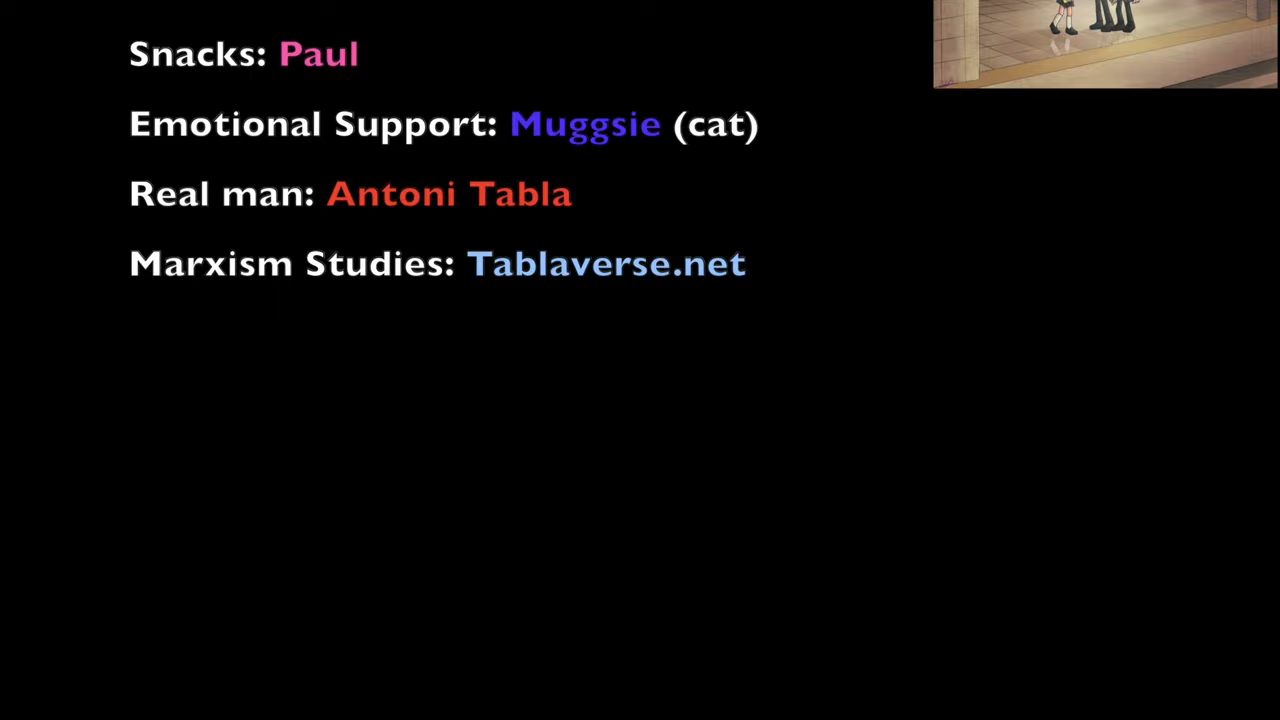 Snacks: Paul
Emotional Support: Muggsie (cat)
Real man: Antoni Tabla
Marxism Studies: Tablaverse.net